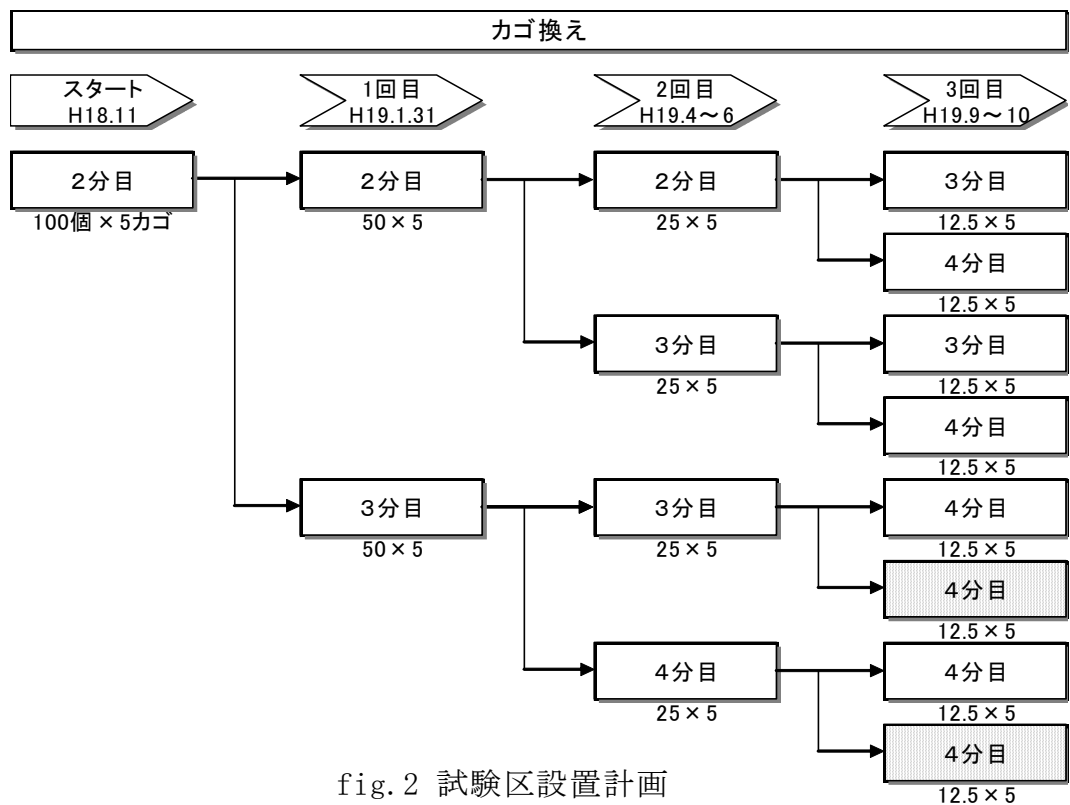 カゴ換え
スタート
H18.11
1回目
H19.1.31
2回目
H19.4～6
3回目
H19.9～10
2分目
100個×5カゴ
2分目
50×5
2分目
25×5
3分目
12.5×5
4分目
12.5×5
3分目
25×5
3分目
12.5×5
4分目
12.5×5
3分目
50×5
3分目
25×5
4分目
12.5×5
4分目
12.5×5
4分目
25×5
4分目
12.5×5
4分目
12.5×5
fig.2 試験区設置計画